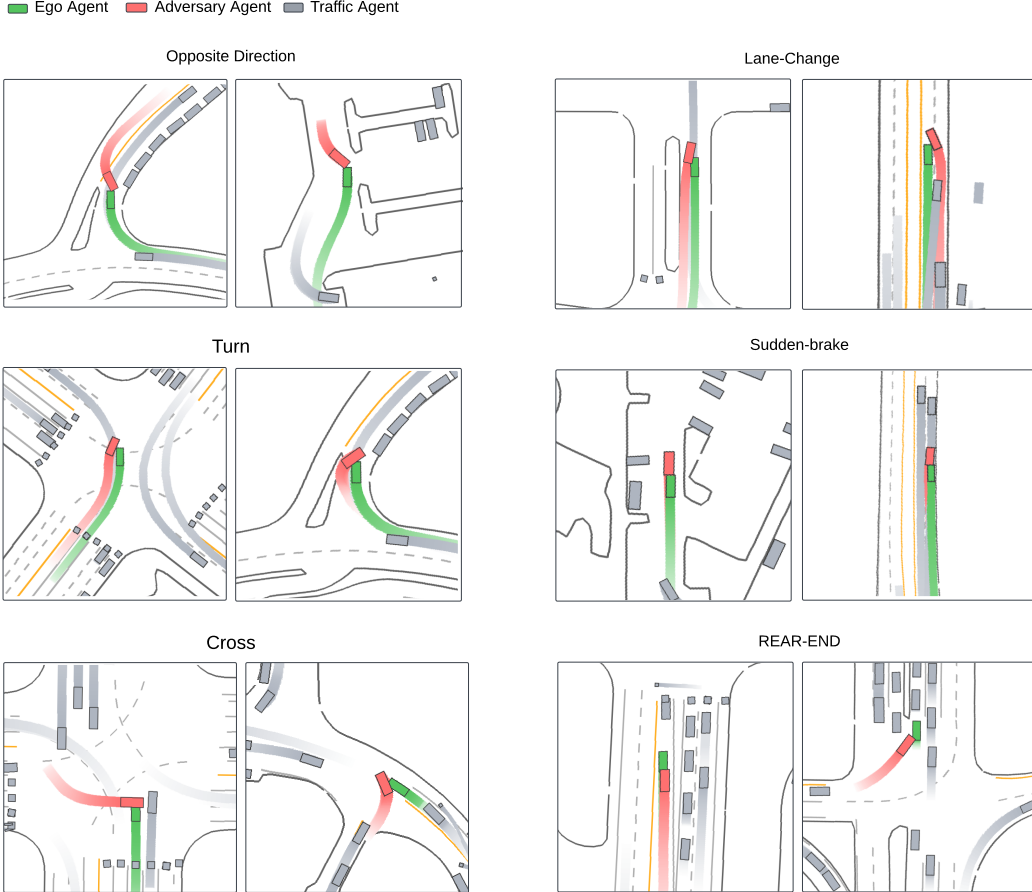 Ego Agent Adversary Agent Traffic Agent
Opposite Direction
Lane-Change
Turn
Sudden-brake
Cross
REAR-END